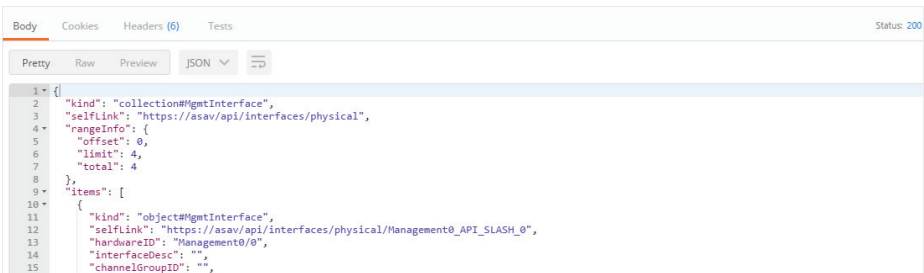 Body Cookies Headers (6) Tests Status: 200
Pretty Raw Preview JSON
1 {
2 "kind": "collection#MgmtInterface",
3 "selfLink": "https://asav/api/interfaces/physical",
4 "rangeInfo": {
5 "offset": 0,
6 "limit": 4,
7 "total": 4
8 },
9 "items": [
10 {
11 "kind": "object#MgmtInterface",
12 "selfLink": "https://asav/api/interfaces/physical/Management0_API_SLASH_0",
13 "hardwareID": "Management0/0",
14 "interfaceDesc": "",
15 "channelGroupID": "",